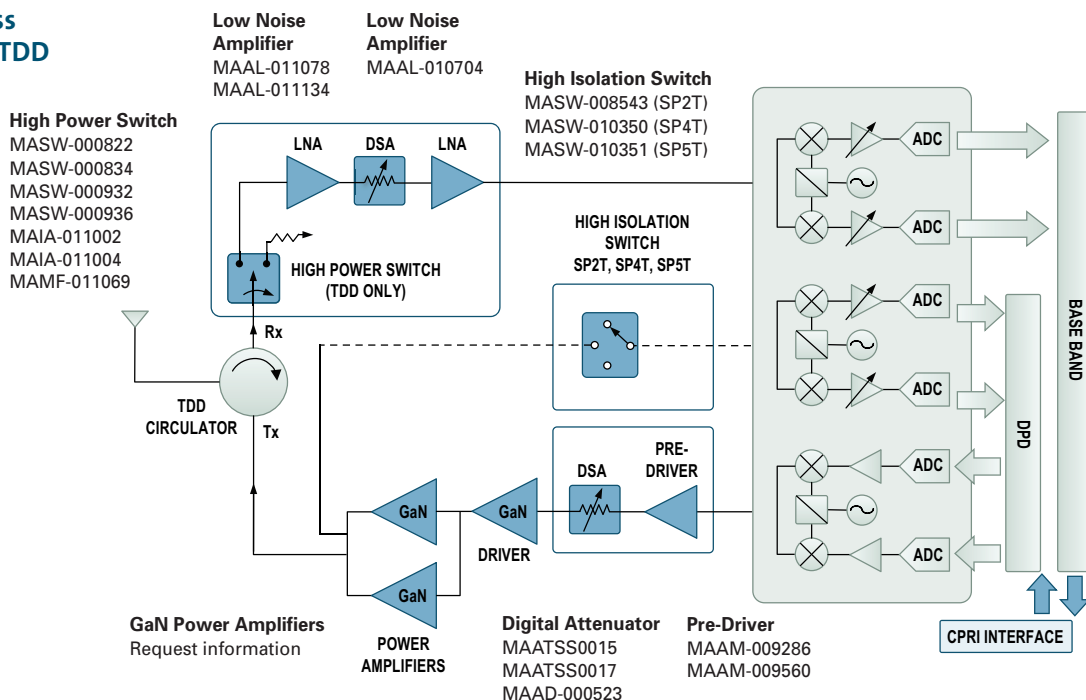 ss
TDD
Low Noise
Amplifier
MAAL-011078
MAAL-011134
Low Noise
Amplifier
MAAL-010704
High Isolation Switch
MASW-008543 (SP2T)
MASW-010350 (SP4T)
MASW-010351 (SP5T)
High Power Switch
MASW-000822
MASW-000834
MASW-000932
MASW-000936
MAIA-011002
MAIA-011004
MAMF-011069
LNA
DSA
LNA
HIGH POWER SWITCH
(TDD ONLY)
HIGH ISOLATION
SWITCH
SP2T, SP4T, SP5T
Rx
TDD
CIRCULATOR
Tx
GaN
GaN
GaN
DRIVER
POWER
AMPLIFIERS
DSA
PRE-
DRIVER
ADC
ADC
ADC
ADC
ADC
ADC
DPD
BASE BAND
CPRI INTERFACE
GaN Power Amplifiers
Request information
Digital Attenuator
MAATSS0015
MAATSS0017
MAAD-000523
Pre-Driver
MAAM-009286
MAAM-009560